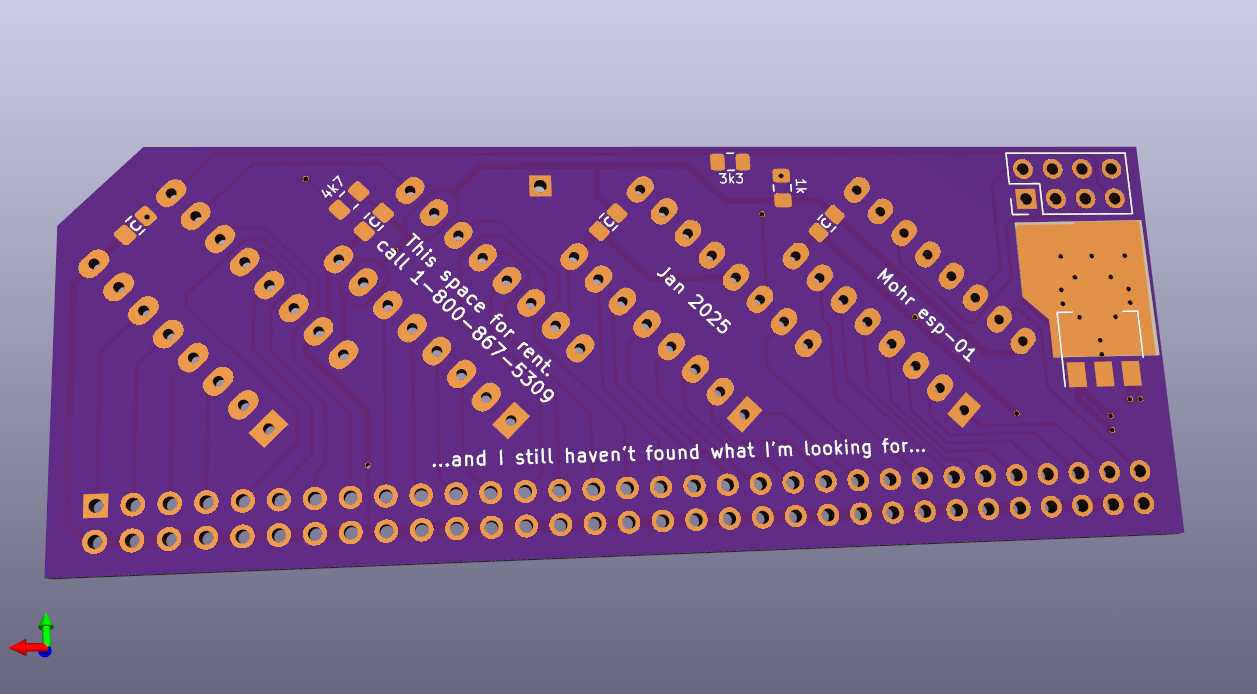 3k3
1k
4k7
C!
C!
C!
C!
This space for rent.
call 1-800-867-5309
Jan 2025
Mohr esp-01
...and I still haven't found what I'm looking for...